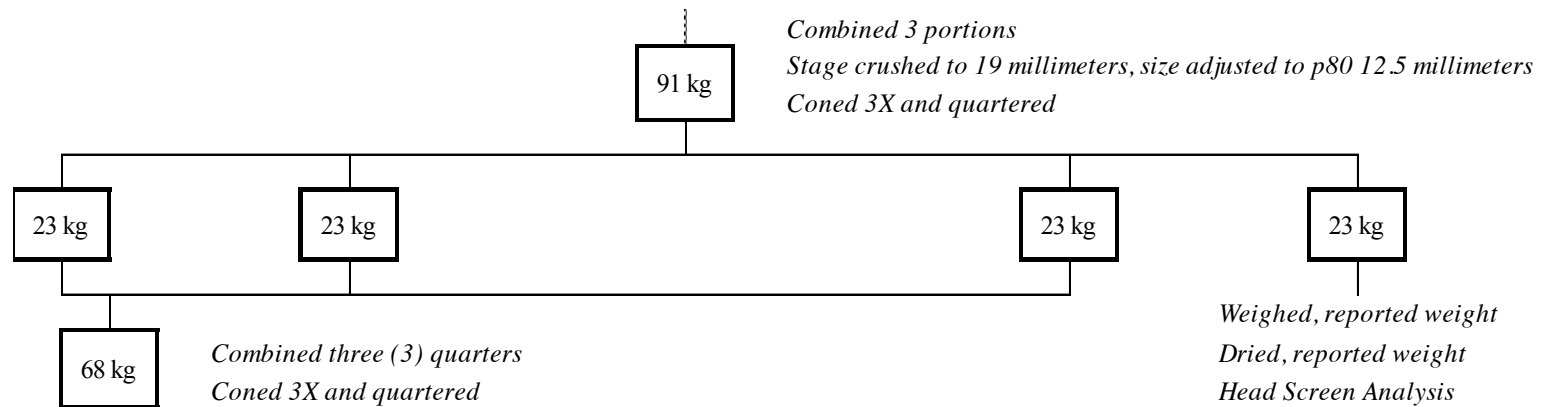 Combined 3 portions
Stage crushed to 19 millimeters, size adjusted to p80 12.5 millimeters
Coned 3X and quartered
91 kg
23 kg
23 kg
23 kg
23 kg
Weighed, reported weight
Dried, reported weight
Head Screen Analysis
68 kg
Combined three (3) quarters
Coned 3X and quartered